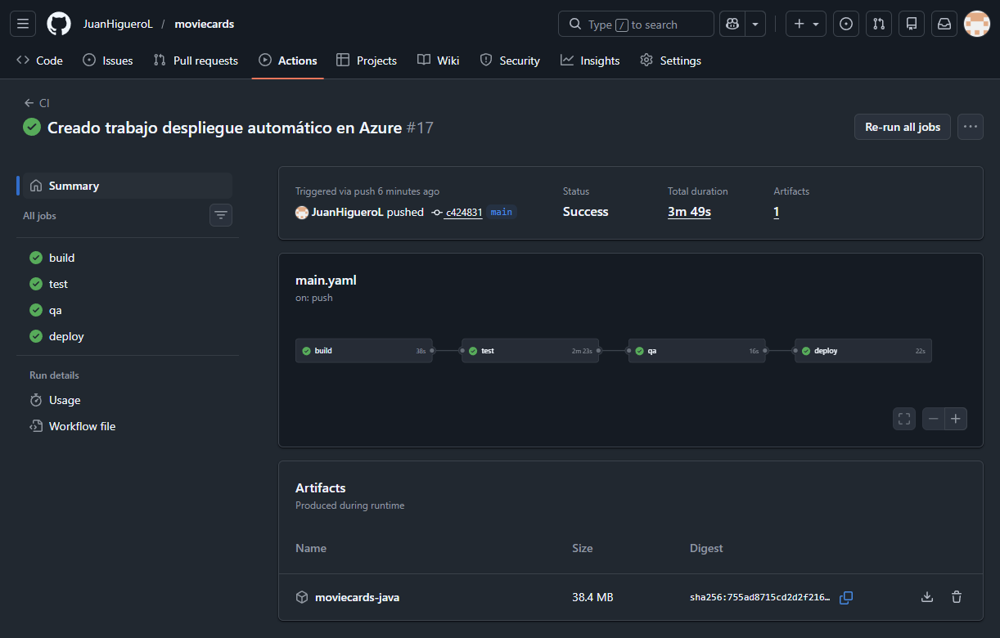 JuanHigueroL / moviecards
Type / to search
Code Issues Pull requests Actions Projects Wiki Security Insights Settings
CI
Creado trabajo despliegue automático en Azure #17
Re-run all jobs
Summary
All jobs
build
test
qa
deploy
Run details
Usage
Workflow file
Triggered via push 6 minutes ago
JuanHigueroL pushed c424831 main
Status
Success
Total duration
3m 49s
Artifacts
1
main.yaml
on: push
build 38s
test 2m 23s
qa 16s
deploy 22s
Artifacts
Produced during runtime
Name Size Digest
moviecards-java 38.4 MB sha256:755ad8715cd2d2f216…